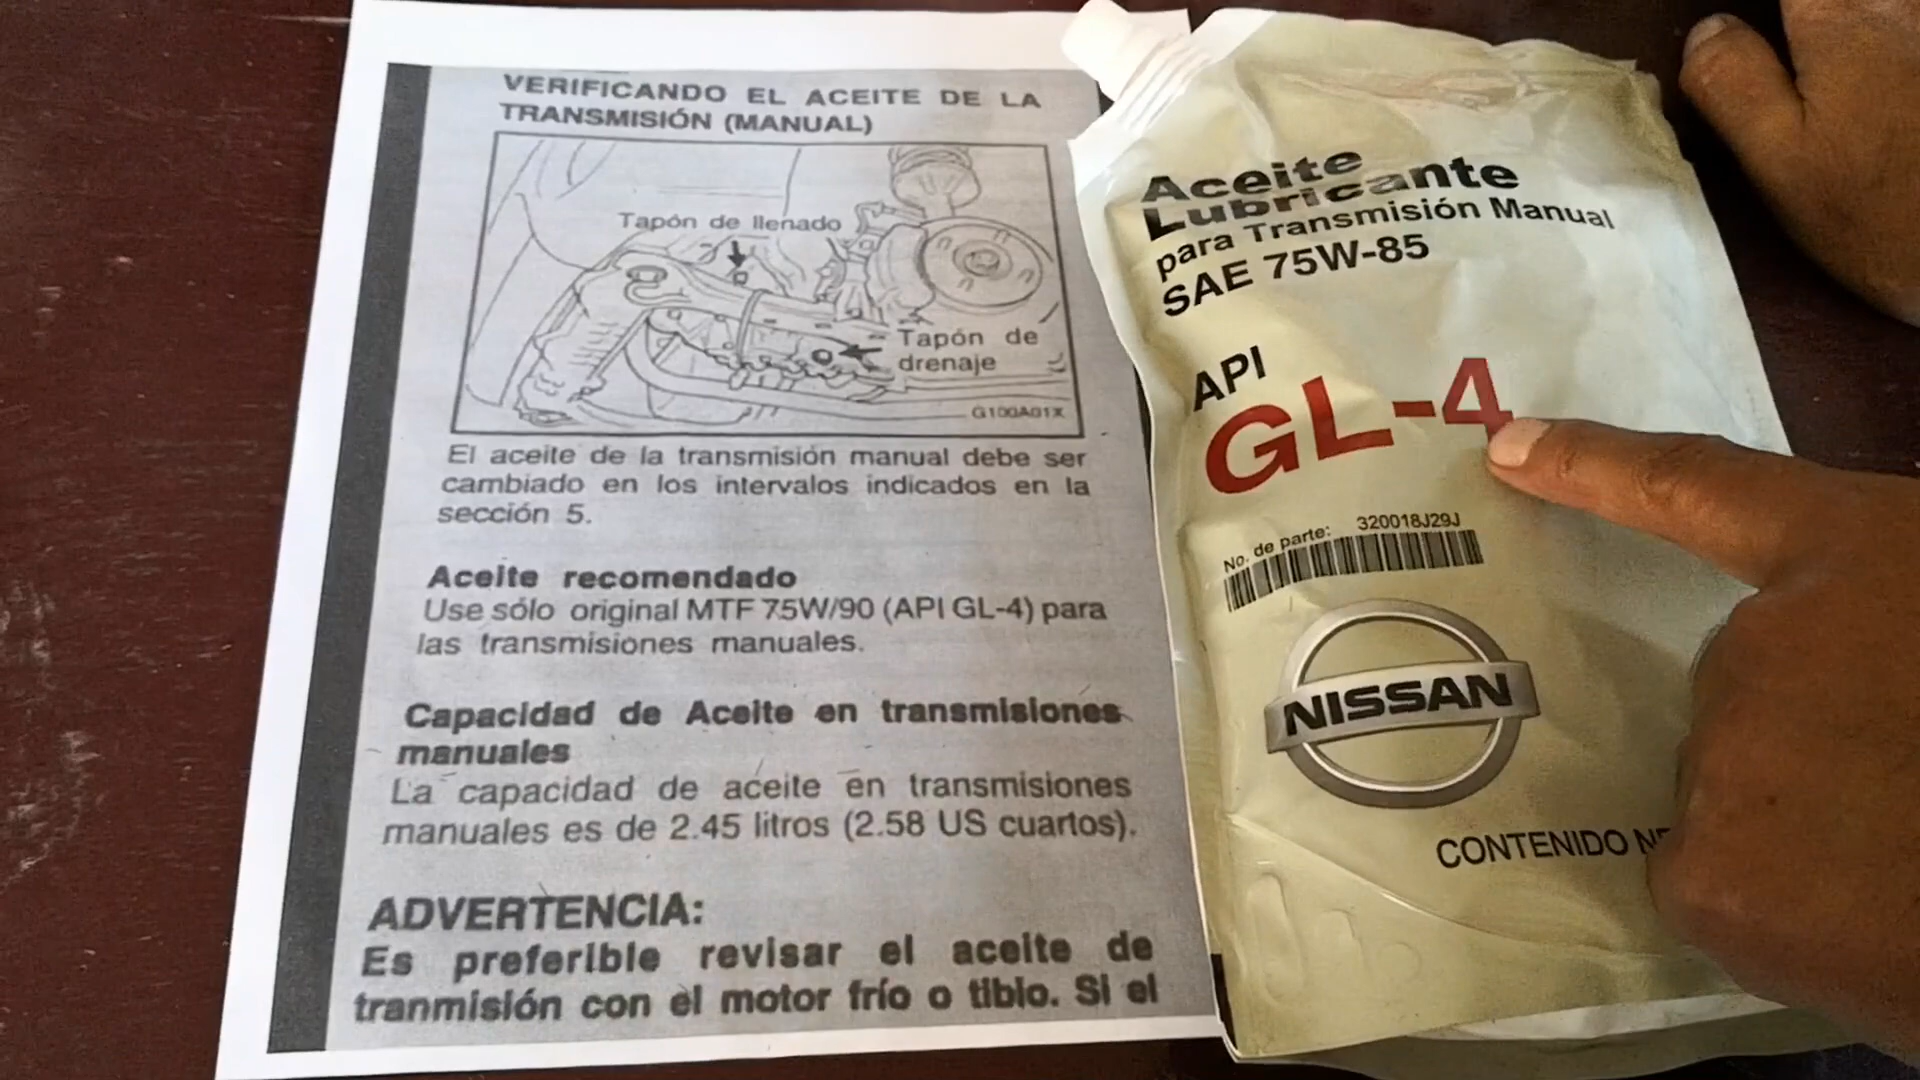 VERIFICANDO EL ACEITE DE LA
TRANSMISIÓN (MANUAL)
Tapón de llenado
Tapón de
drenaje
G100A01X
El aceite de la transmisión manual debe ser
cambiado en los intervalos indicados en la
sección 5.
Aceite recomendado
Use sólo original MTF 75W/90 (API GL-4) para
las transmisiones manuales.
Capacidad de Aceite en transmisiones
manuales
La capacidad de aceite en transmisiones
manuales es de 2.45 litros (2.58 US cuartos).
ADVERTENCIA:
Es preferible revisar el aceite de
tranmisión con el motor frío o tibio. Si el
Aceite
Lubricante
para Transmisión Manual
SAE 75W-85
API
GL-4
No. de parte: 320018J29J
NISSAN
CONTENIDO